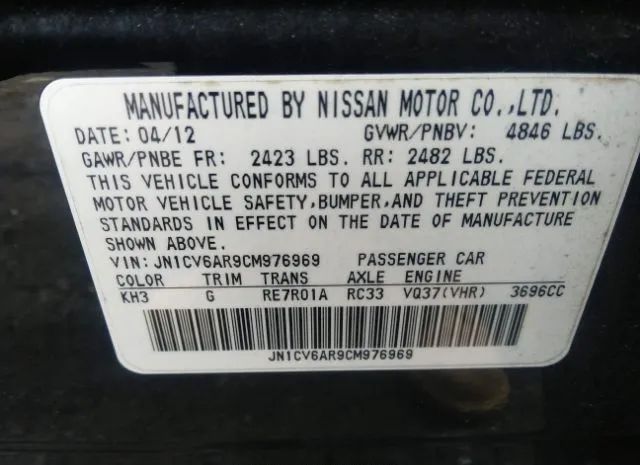 MANUFACTURED BY NISSAN MOTOR CO.,LTD.
DATE: 04/12 GVWR/PNBV: 4846 LBS.
GAWR/PNBE FR: 2423 LBS. RR: 2482 LBS.
THIS VEHICLE CONFORMS TO ALL APPLICABLE FEDERAL
MOTOR VEHICLE SAFETY,BUMPER,AND THEFT PREVENTION
STANDARDS IN EFFECT ON THE DATE OF MANUFACTURE
SHOWN ABOVE.
VIN: JN1CV6AR9CM976969 PASSENGER CAR
COLOR TRIM TRANS AXLE ENGINE
KH3 G RE7R01A RC33 VQ37(VHR) 3696CC
JN1CV6AR9CM976969